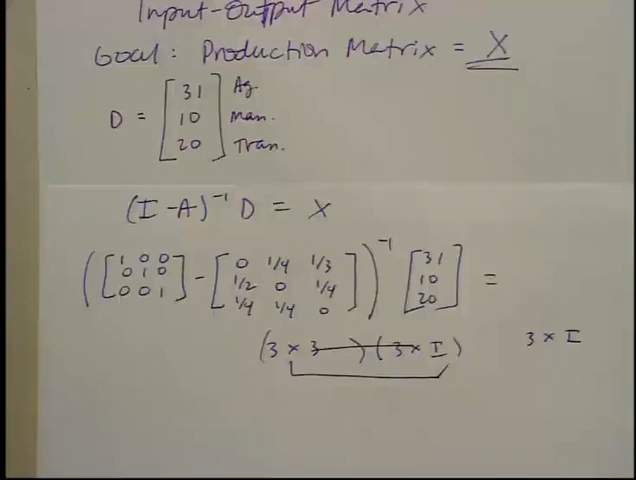 Input-Output Matrix
Goal: Production Matrix = X
D = [31 10 20] Ag. Man. Tran.
(I - A)⁻¹ D = X
([1 0 0 0 1 0 0 0 1] - [0 1/4 1/3 1/2 0 1/4 1/4 1/4 0])⁻¹ [31 10 20] =
(3 × 3)(3 × I) 3 × I